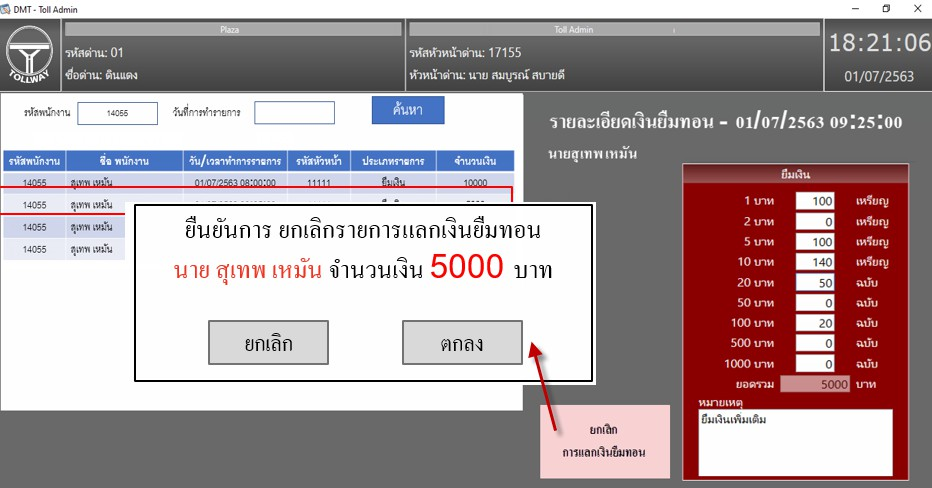 DMT - Toll Admin
TOLLWAY
Plaza
รหัสด่าน: 01
ชื่อด่าน: ดินแดง
Toll Admin
รหัสหัวหน้าด่าน: 17155
หัวหน้าด่าน: นาย สมบูรณ์ สบายดี
18:21:06
01/07/2563
รหัสพนักงาน 14055 วันที่การทำรายการ ค้นหา
รหัสพนักงาน ชื่อ พนักงาน วัน/เวลาทำการรายการ รหัสหัวหน้า ประเภทรายการ จำนวนเงิน
14055 สุเทพ เหมัน 01/07/2563 08:00:00 11111 ยืมเงิน 10000
14055 สุเทพ เหมัน
14055 สุเทพ เหมัน
14055 สุเทพ เหมัน
ยืนยันการ ยกเลิกรายการแลกเงินยืมทอน
นาย สุเทพ เหมัน จำนวนเงิน 5000 บาท
ยกเลิก ตกลง
รายละเอียดเงินยืมทอน - 01/07/2563 09:25:00
นายสุเทพ เหมัน
ยืมเงิน
1 บาท 100 เหรียญ
2 บาท 0 เหรียญ
5 บาท 100 เหรียญ
10 บาท 140 เหรียญ
20 บาท 50 ฉบับ
50 บาท 0 ฉบับ
100 บาท 20 ฉบับ
500 บาท 0 ฉบับ
1000 บาท 0 ฉบับ
ยอดรวม 5000 บาท
หมายเหตุ
ยืมเงินเพิ่มเติม
ยกเลิก
การแลกเงินยืมทอน